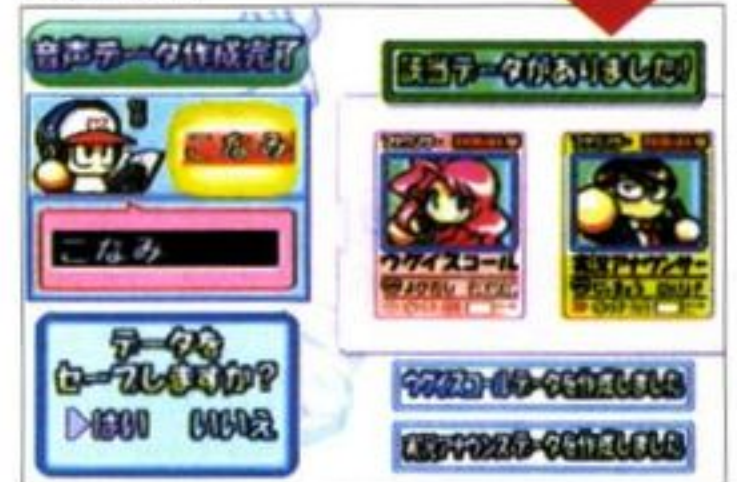 音声データ作成完了
こなみ
こなみ
データを
セーブしますか?
▷はい いいえ
該当データがありました!
ウグイスコール
実況アナウンサー
ウグイスコールデータを作成しました
実況アナウンスデータを作成しました